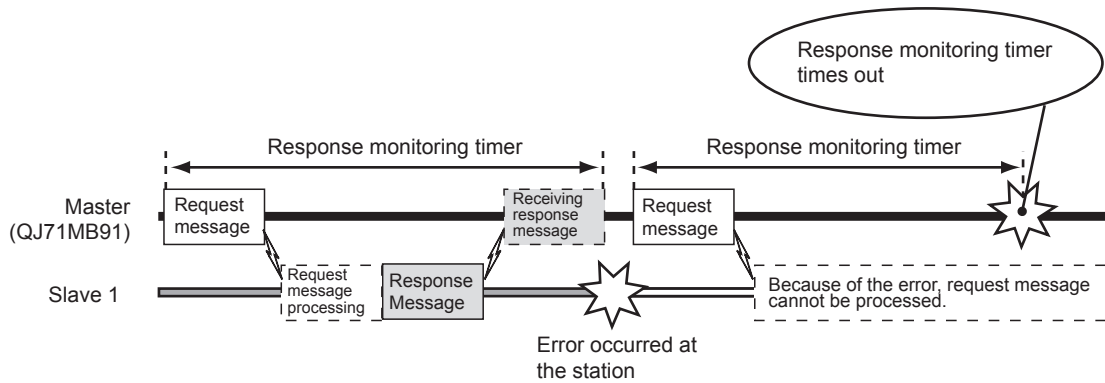 Response monitoring timer
times out
Response monitoring timer
Response monitoring timer
Master
(QJ71MB91)
Request
message
Receiving
response
message
Request
message
Slave 1
Request
message
processing
Response
Message
Because of the error, request message
cannot be processed.
Error occurred at
the station